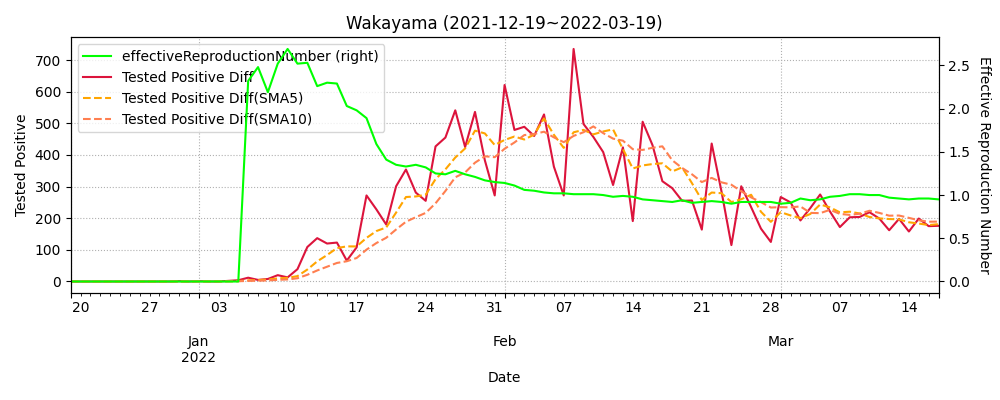 Wakayama (2021-12-19~2022-03-19)
effectiveReproductionNumber (right)
Tested Positive Diff
Tested Positive Diff(SMA5)
Tested Positive Diff(SMA10)
Tested Positive
700
600
500
400
300
200
100
0
2.5
2.0
1.5
1.0
0.5
0.0
Effective Reproduction Number
20 27 03 10 17 24 31 07 14 21 28 07 14
Jan Feb Mar
2022
Date